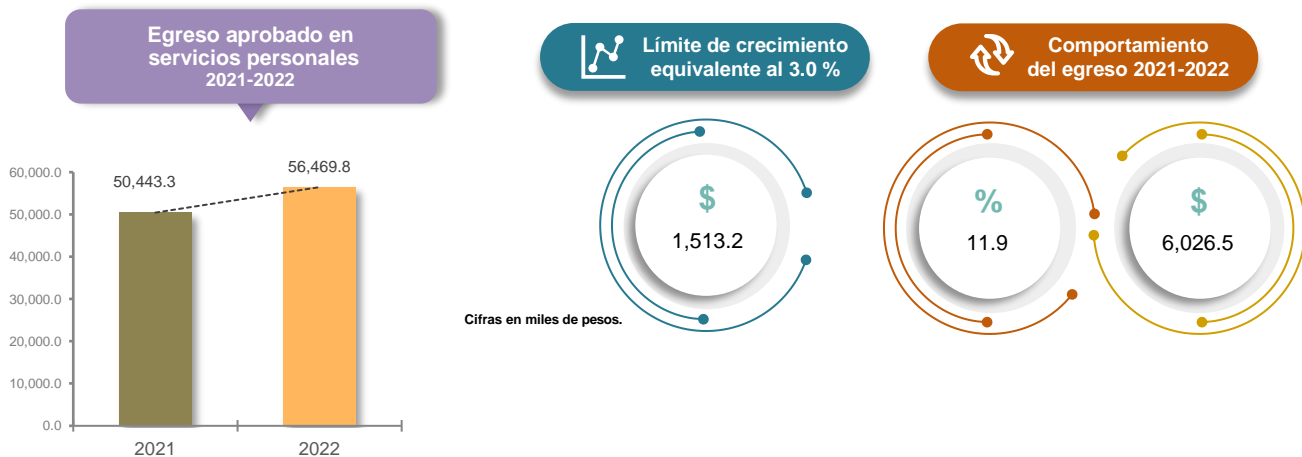 Egreso aprobado en
servicios personales
2021-2022
Límite de crecimiento
equivalente al 3.0 %
Comportamiento
del egreso 2021-2022
60,000.0
50,000.0
40,000.0
30,000.0
20,000.0
10,000.0
0.0
50,443.3
56,469.8
2021
2022
$
1,513.2
%
11.9
$
6,026.5
Cifras en miles de pesos.